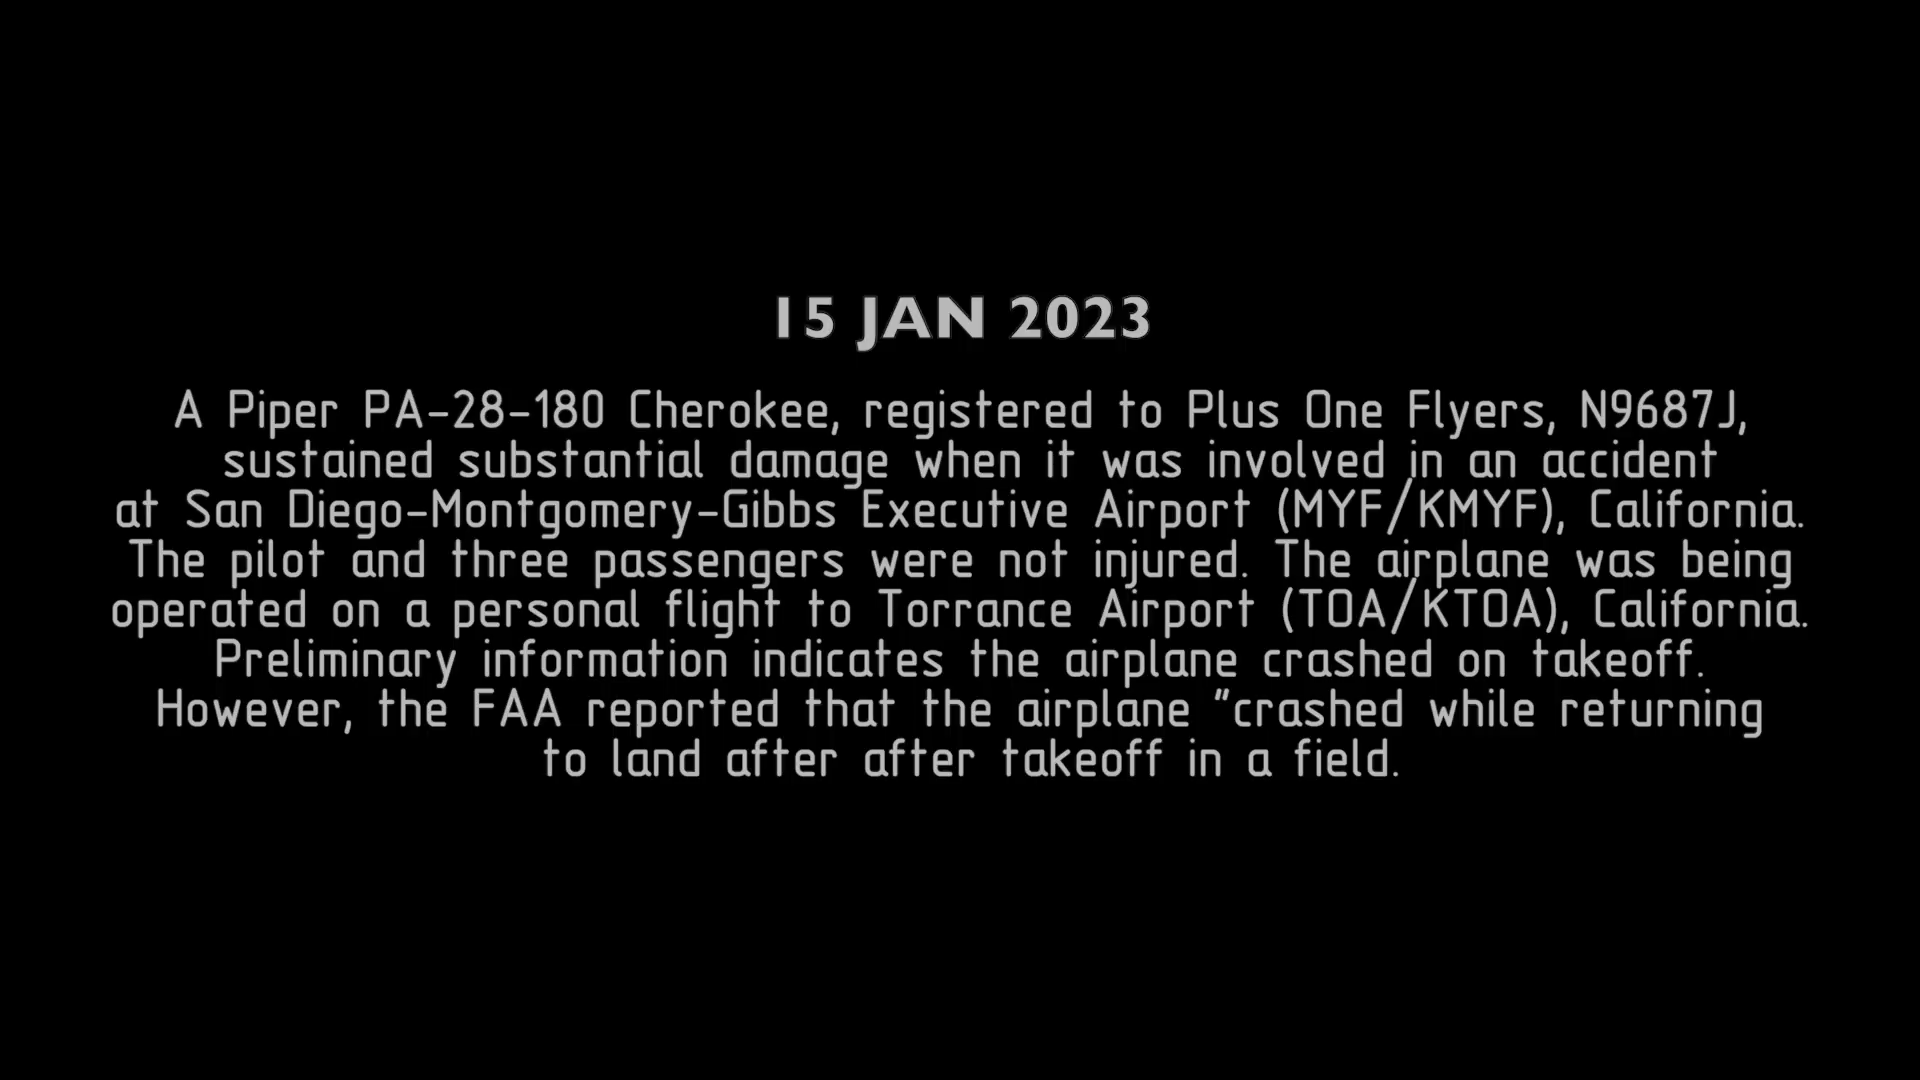 15 JAN 2023
A Piper PA-28-180 Cherokee, registered to Plus One Flyers, N9687J,
sustained substantial damage when it was involved in an accident
at San Diego-Montgomery-Gibbs Executive Airport (MYF/KMYF), California.
The pilot and three passengers were not injured. The airplane was being
operated on a personal flight to Torrance Airport (TOA/KTOA), California.
Preliminary information indicates the airplane crashed on takeoff.
However, the FAA reported that the airplane "crashed while returning
to land after after takeoff in a field.